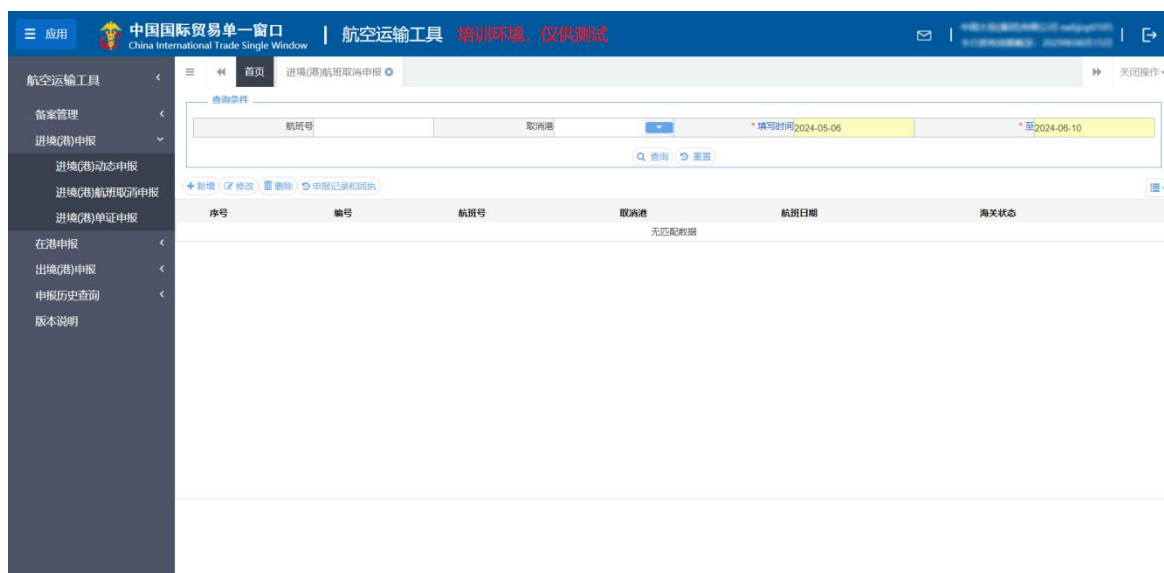 应用
中国国际贸易单一窗口
China International Trade Single Window
航空运输工具
培训环境，仅供测试
航空运输工具
首页
进境(港)航班取消申报
关闭操作
备案管理
进境(港)申报
进境(港)动态申报
进境(港)航班取消申报
进境(港)单证申报
在港申报
出境(港)申报
申报历史查询
版本说明
查询条件
航班号
取消港
* 填写时间 2024-05-06
* 至 2024-06-10
查询 重置
新增 修改 删除 申报记录和回执
序号 编号 航班号 取消港 航班日期 海关状态
无匹配数据